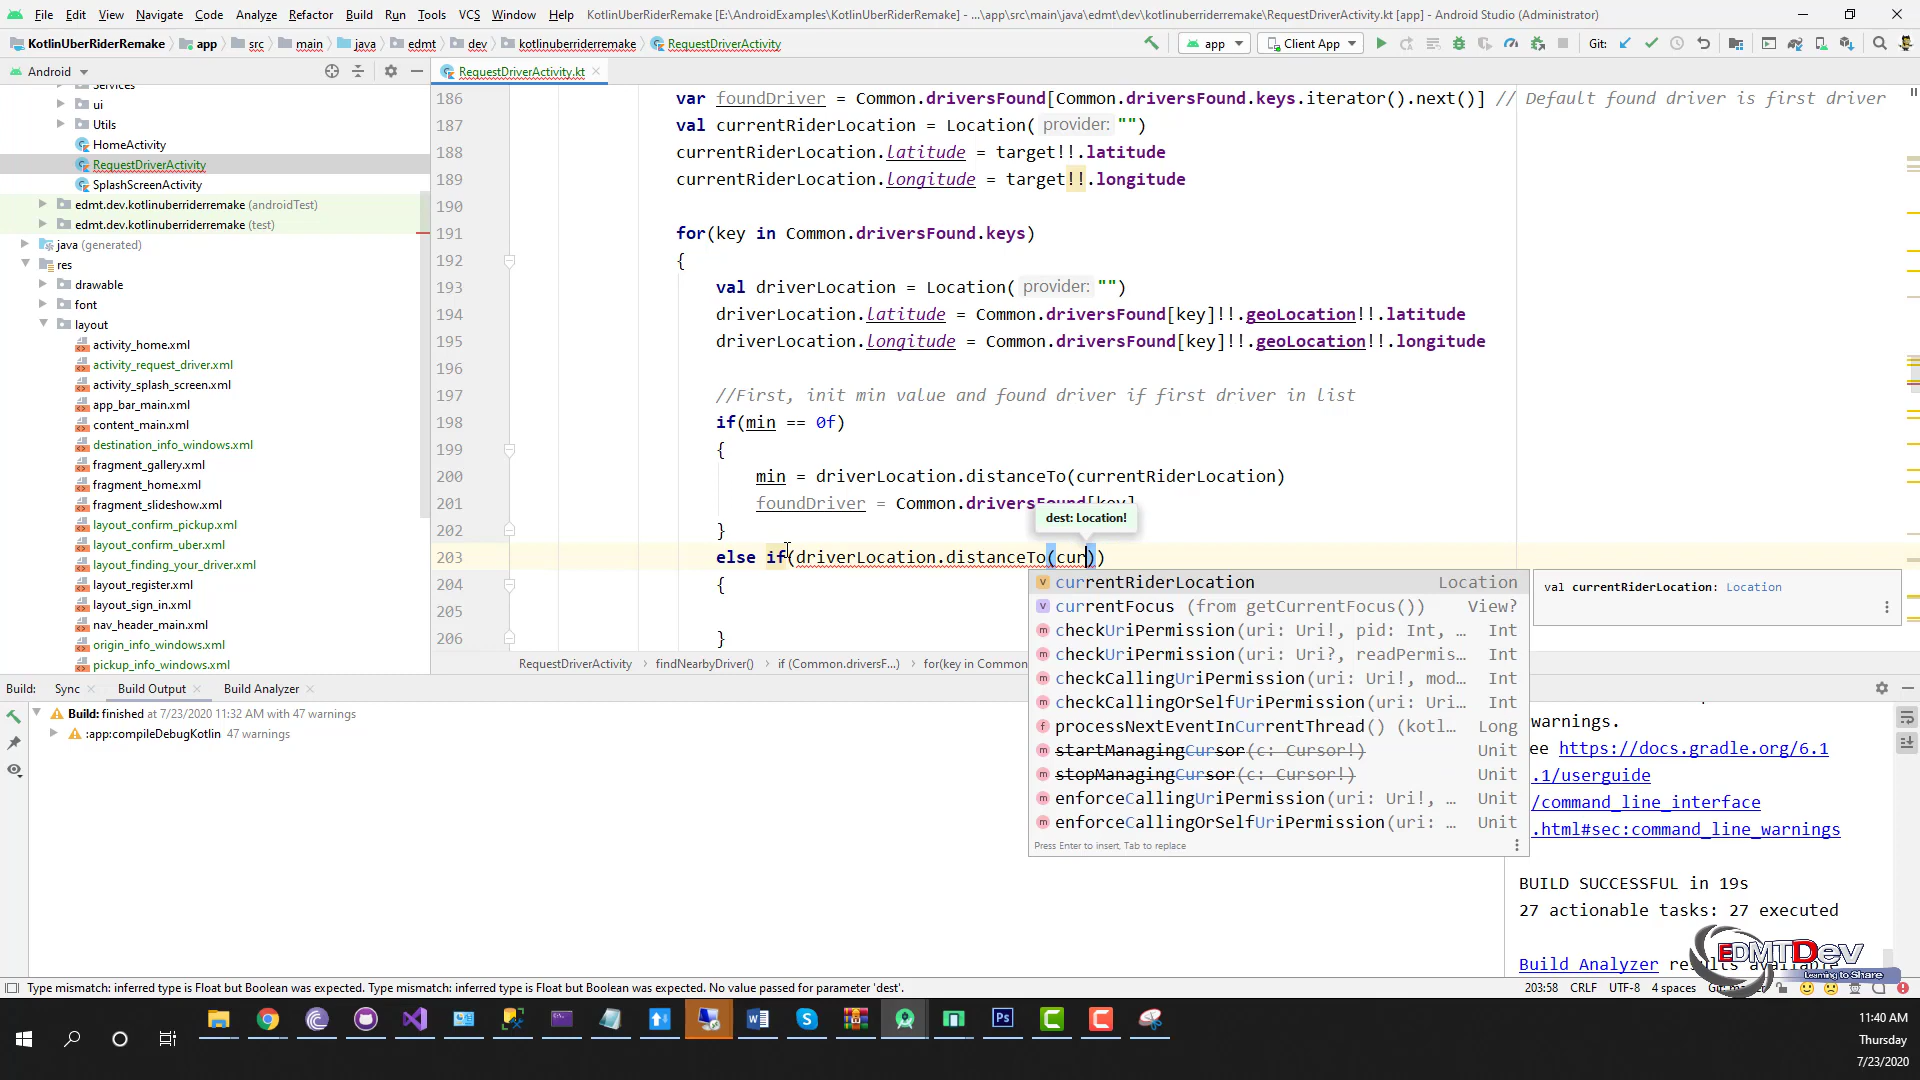 File Edit View Navigate Code Analyze Refactor Build Run Tools VCS Window Help KotlinUberRiderRemake [E:\AndroidExamples\KotlinUberRiderRemake] - ...\app\src\main\java\edmt\dev\kotlinuberriderremake\RequestDriverActivity.kt [app] - Android Studio (Administrator)
KotlinUberRiderRemake app src main java edmt dev kotlinuberriderremake RequestDriverActivity app Client App Git:
Android RequestDriverActivity.kt
Services
ui
Utils
HomeActivity
RequestDriverActivity
SplashScreenActivity
edmt.dev.kotlinuberriderremake (androidTest)
edmt.dev.kotlinuberriderremake (test)
java (generated)
res
drawable
font
layout
activity_home.xml
activity_request_driver.xml
activity_splash_screen.xml
app_bar_main.xml
content_main.xml
destination_info_windows.xml
fragment_gallery.xml
fragment_home.xml
fragment_slideshow.xml
layout_confirm_pickup.xml
layout_confirm_uber.xml
layout_finding_your_driver.xml
layout_register.xml
layout_sign_in.xml
nav_header_main.xml
origin_info_windows.xml
pickup_info_windows.xml
186 var foundDriver = Common.driversFound[Common.driversFound.keys.iterator().next()] // Default found driver is first driver
187 val currentRiderLocation = Location( provider: "")
188 currentRiderLocation.latitude = target!!.latitude
189 currentRiderLocation.longitude = target!!.longitude
190
191 for(key in Common.driversFound.keys)
192 {
193 val driverLocation = Location( provider: "")
194 driverLocation.latitude = Common.driversFound[key]!!.geoLocation!!.latitude
195 driverLocation.longitude = Common.driversFound[key]!!.geoLocation!!.longitude
196
197 //First, init min value and found driver if first driver in list
198 if(min == 0f)
199 {
200 min = driverLocation.distanceTo(currentRiderLocation)
201 foundDriver = Common.driversFound[key]
dest: Location!
202 }
203 else if(driverLocation.distanceTo(cur))
204 {
205
206 }
currentRiderLocation Location
currentFocus (from getCurrentFocus()) View?
checkUriPermission(uri: Uri!, pid: Int, … Int
checkUriPermission(uri: Uri?, readPermis… Int
checkCallingUriPermission(uri: Uri!, mod… Int
checkCallingOrSelfUriPermission(uri: Uri… Int
processNextEventInCurrentThread() (kotl… Long
startManagingCursor(c: Cursor!) Unit
stopManagingCursor(c: Cursor!) Unit
enforceCallingUriPermission(uri: Uri!, … Unit
enforceCallingOrSelfUriPermission(uri: … Unit
Press Enter to insert, Tab to replace
val currentRiderLocation: Location
RequestDriverActivity findNearbyDriver() if (Common.driversF...) for(key in Common
Build: Sync Build Output Build Analyzer
Build: finished at 7/23/2020 11:32 AM with 47 warnings
:app:compileDebugKotlin 47 warnings
warnings.
ee https://docs.gradle.org/6.1
.1/userguide
/command_line_interface
.html#sec:command_line_warnings
BUILD SUCCESSFUL in 19s
27 actionable tasks: 27 executed
Build Analyzer results available
EDMTDev
Learning to Share
Type mismatch: inferred type is Float but Boolean was expected. Type mismatch: inferred type is Float but Boolean was expected. No value passed for parameter 'dest'. 203:58 CRLF UTF-8 4 spaces
11:40 AM
Thursday
7/23/2020